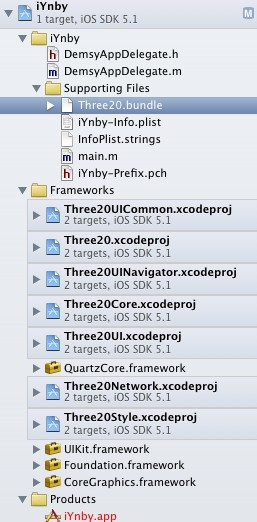 iYnby
1 target, iOS SDK 5.1
M
iYnby
DemsyAppDelegate.h
DemsyAppDelegate.m
Supporting Files
Three20.bundle
iYnby-Info.plist
InfoPlist.strings
main.m
iYnby-Prefix.pch
Frameworks
Three20UICommon.xcodeproj
2 targets, iOS SDK 5.1
Three20.xcodeproj
2 targets, iOS SDK 5.1
Three20UINavigator.xcodeproj
2 targets, iOS SDK 5.1
Three20Core.xcodeproj
2 targets, iOS SDK 5.1
Three20UI.xcodeproj
2 targets, iOS SDK 5.1
QuartzCore.framework
Three20Network.xcodeproj
2 targets, iOS SDK 5.1
Three20Style.xcodeproj
2 targets, iOS SDK 5.1
UIKit.framework
Foundation.framework
CoreGraphics.framework
Products
iYnby.app